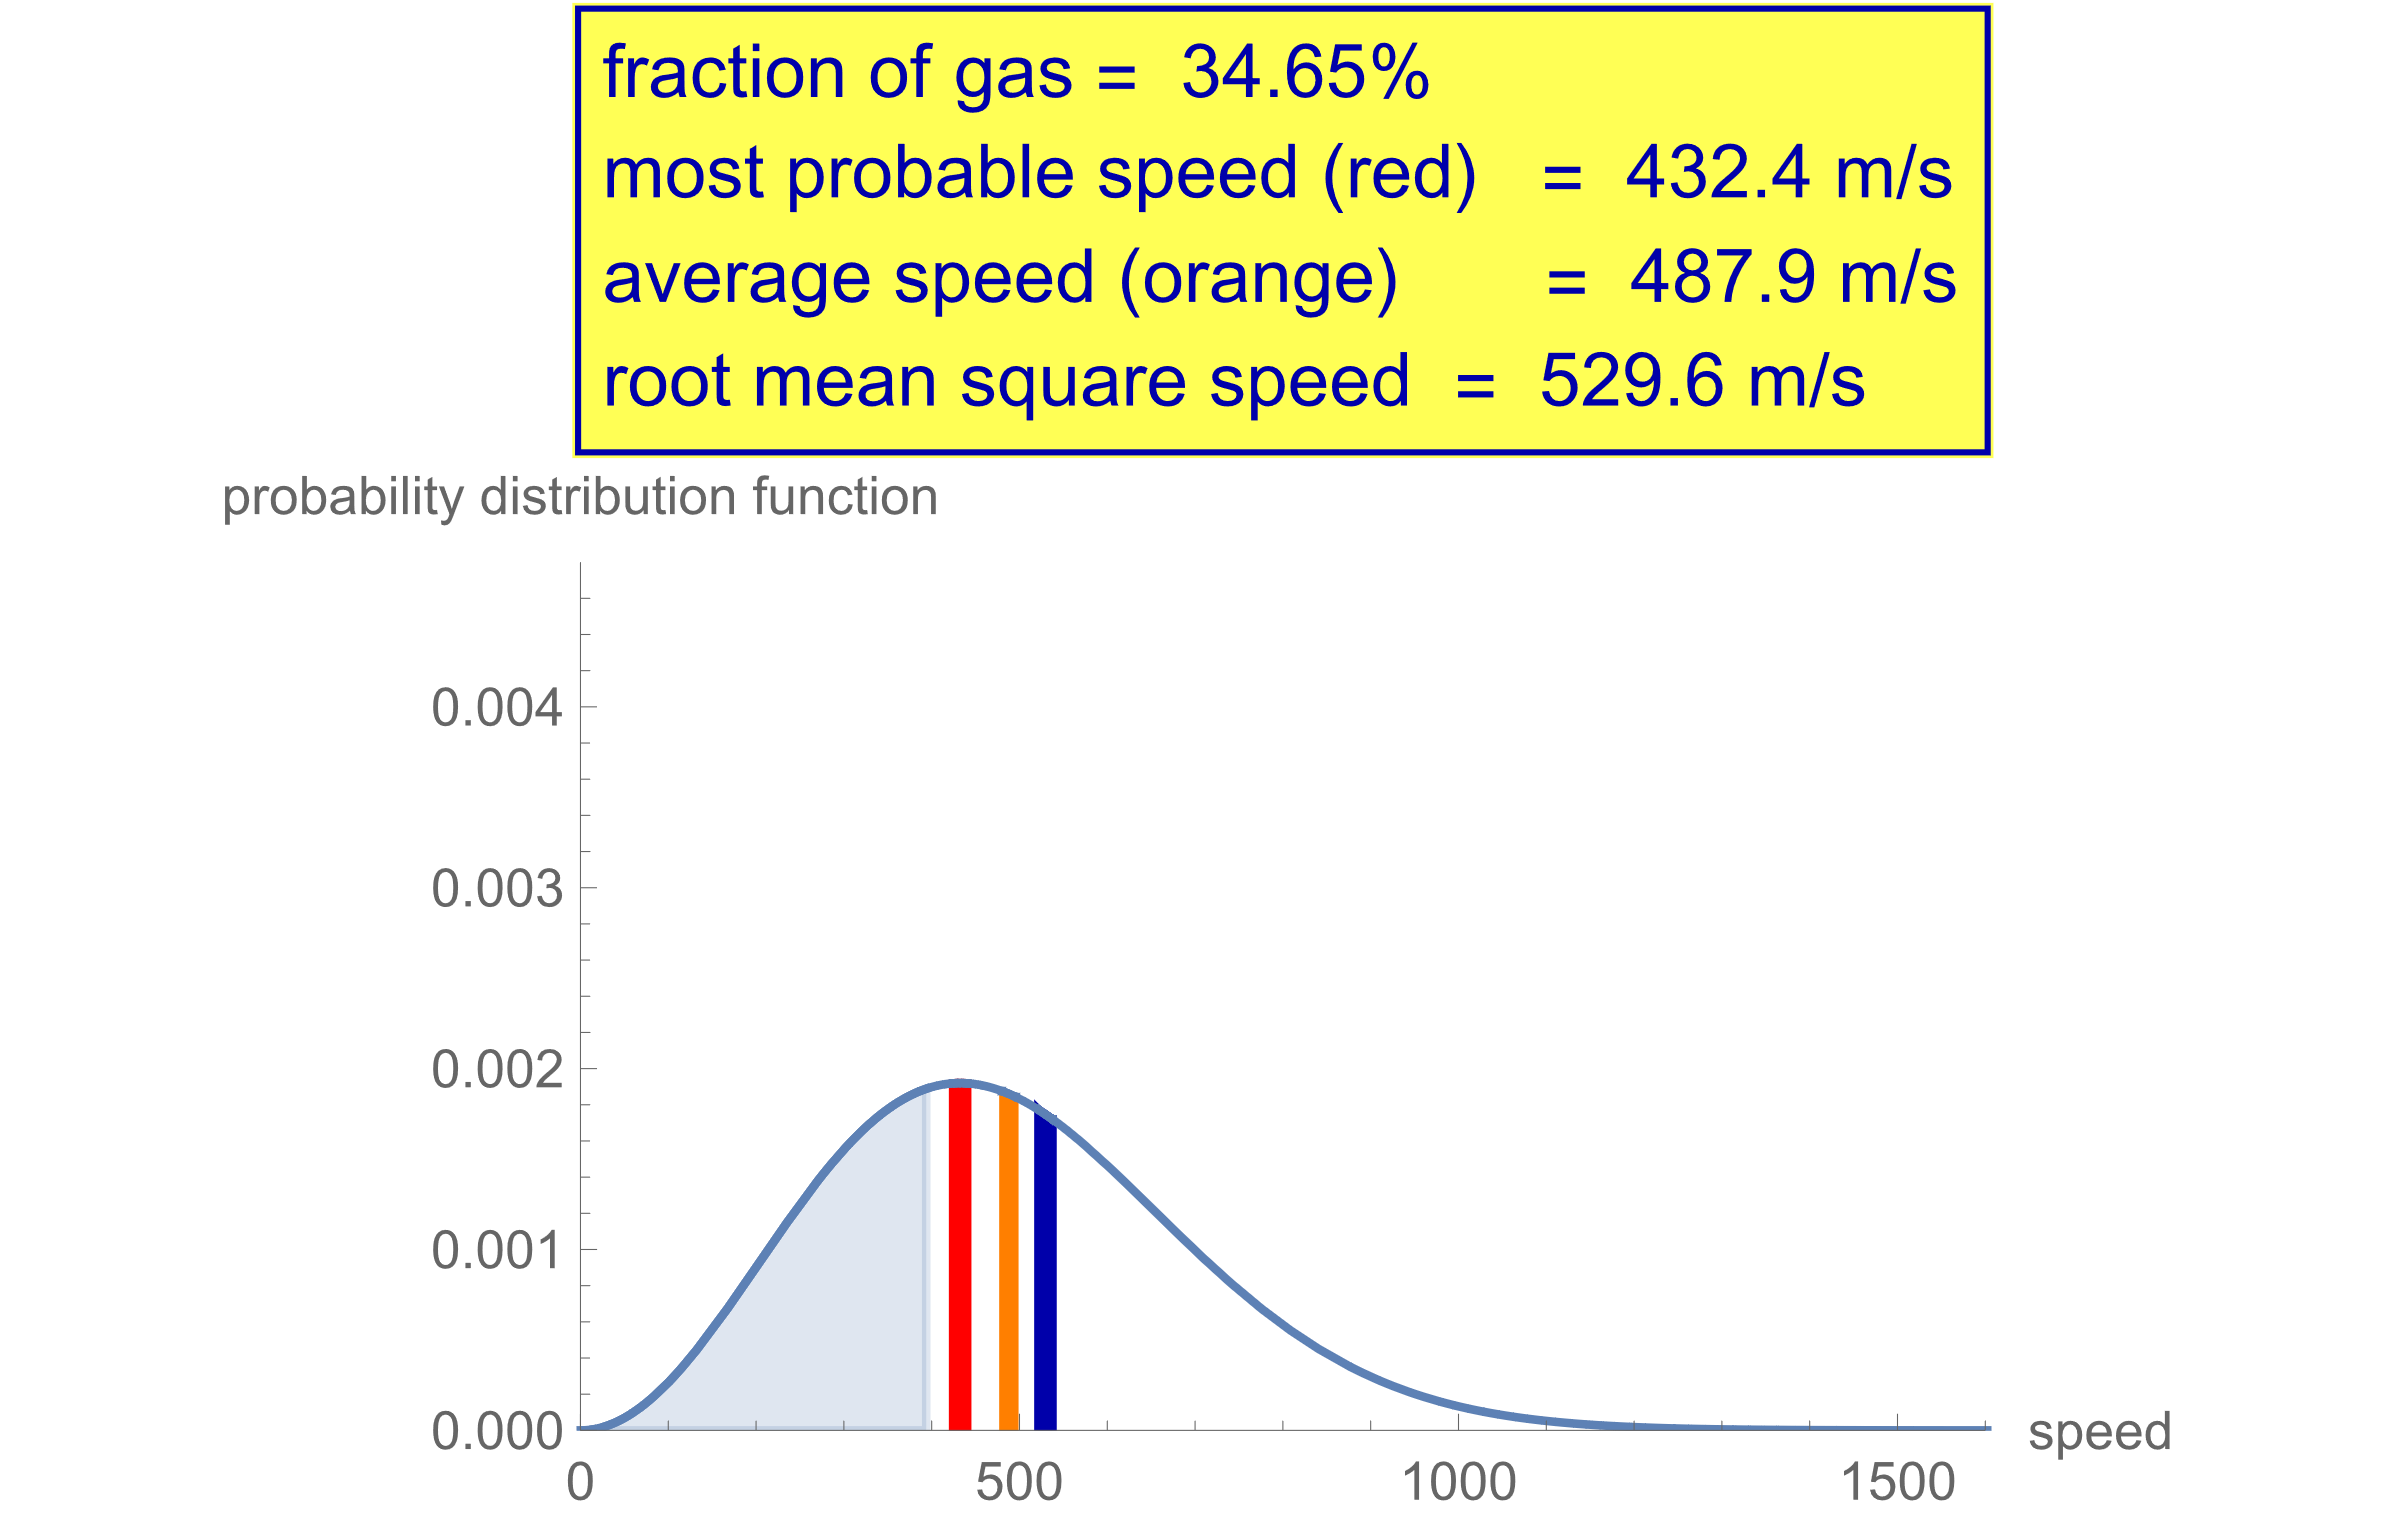 fraction of gas = 34.65%
most probable speed (red) = 432.4 m/s
average speed (orange) = 487.9 m/s
root mean square speed = 529.6 m/s
probability distribution function
0.004
0.003
0.002
0.001
0.000
speed
0 500 1000 1500